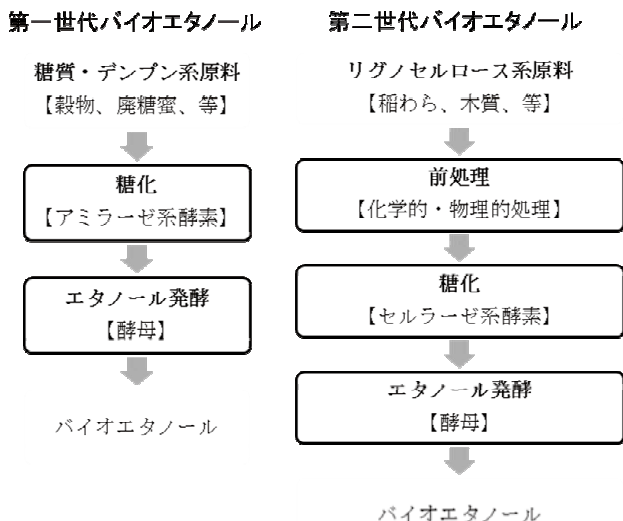 第一世代バイオエタノール
糖質・デンプン系原料
【穀物、廃糖蜜、等】
糖化
【アミラーゼ系酵素】
エタノール発酵
【酵母】
バイオエタノール
第二世代バイオエタノール
リグノセルロース系原料
【稲わら、木質、等】
前処理
【化学的・物理的処理】
糖化
【セルラーゼ系酵素】
エタノール発酵
【酵母】
バイオエタノール